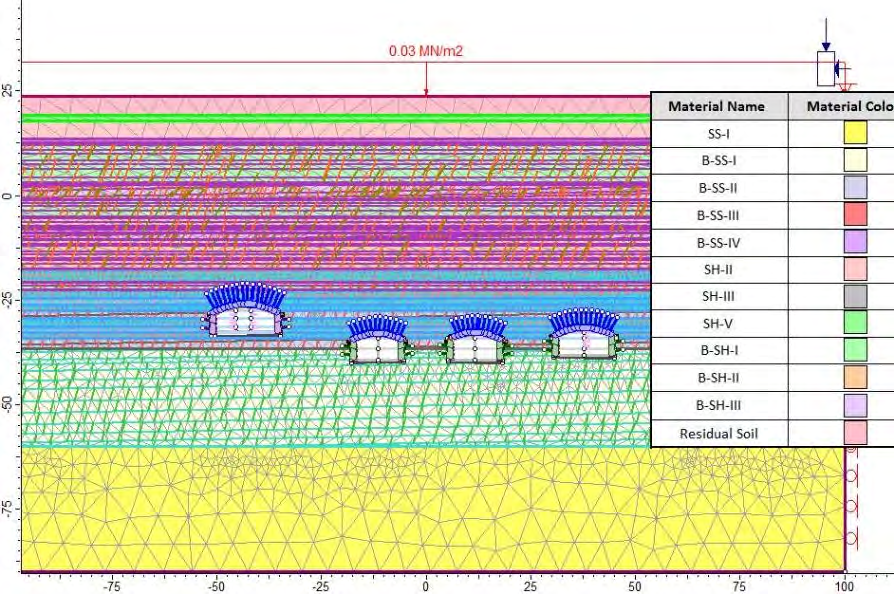 0.03 MN/m2
25
0
-25
-50
-75
-75 -50 -25 0 25 50 75 100
Material Name Material Colo
SS-I
B-SS-I
B-SS-II
B-SS-III
B-SS-IV
SH-II
SH-III
SH-V
B-SH-I
B-SH-II
B-SH-III
Residual Soil